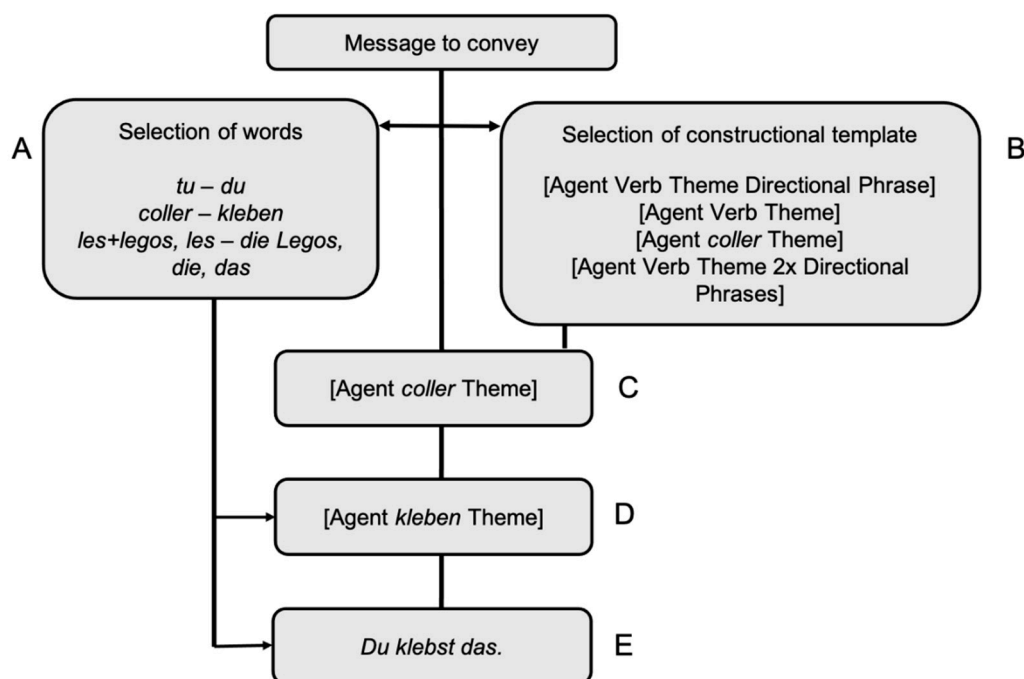 Message to convey
A
Selection of words
tu – du
coller – kleben
les+legos, les – die Legos,
die, das
Selection of constructional template
[Agent Verb Theme Directional Phrase]
[Agent Verb Theme]
[Agent coller Theme]
[Agent Verb Theme 2x Directional
Phrases]
B
[Agent coller Theme]
C
[Agent kleben Theme]
D
Du klebst das.
E